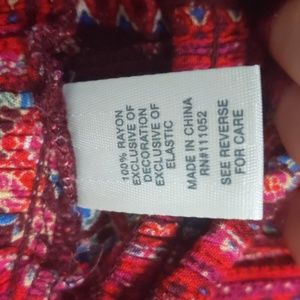 100% RAYON
EXCLUSIVE OF
DECORATION
EXCLUSIVE OF
ELASTIC
MADE IN CHINA
RN#111052
SEE REVERSE
FOR CARE